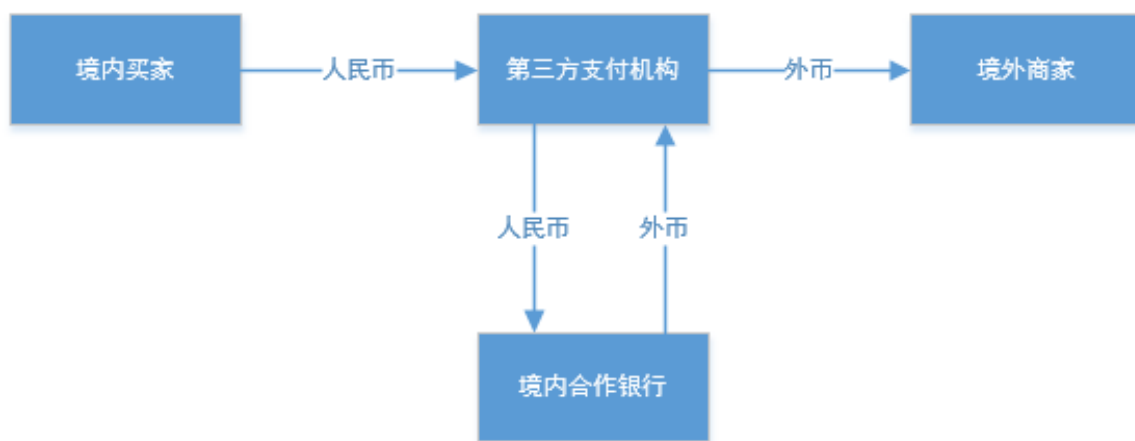 境内买家
人民币
第三方支付机构
外币
境外商家
人民币
外币
境内合作银行